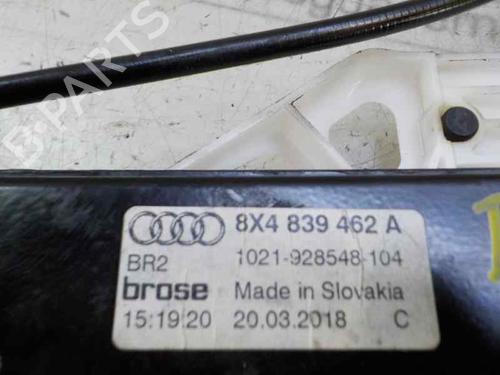 B-PARTS
8X4 839 462 A
BR2 1021-928548-104
brose Made in Slovakia
15:19:20 20.03.2018 C